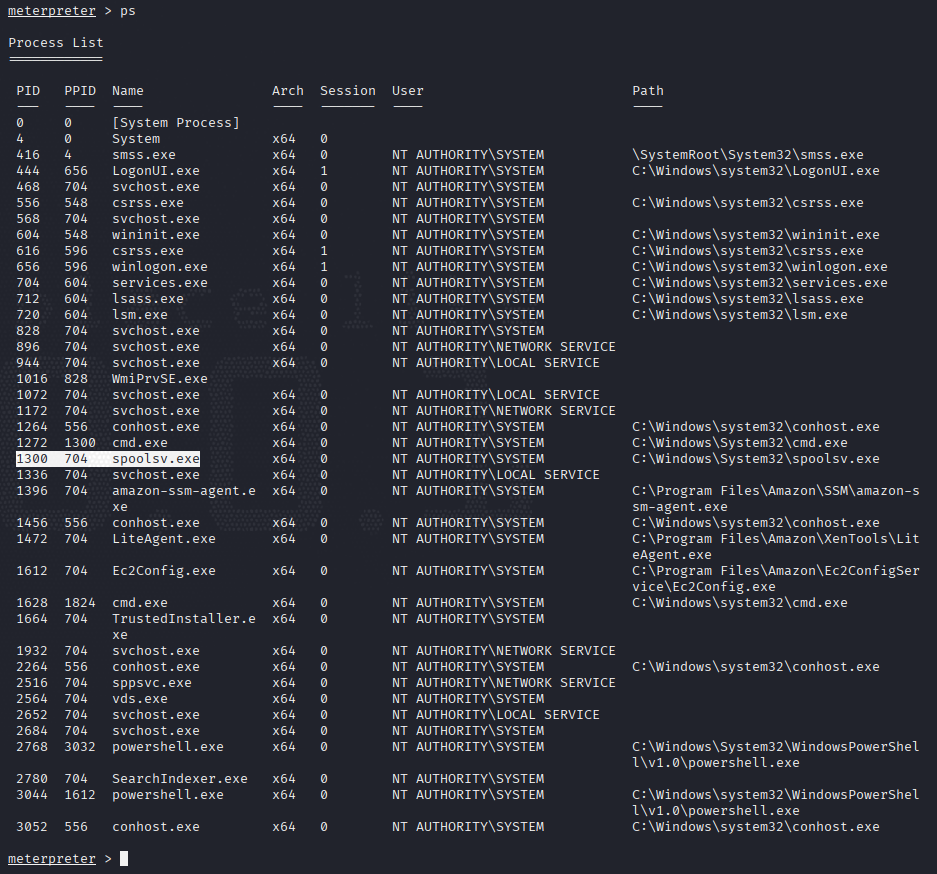 meterpreter > ps
Process List
============
PID PPID Name Arch Session User Path
--- ---- ---- ---- ------- ---- ----
0 0 [System Process]
4 0 System x64 0
416 4 smss.exe x64 0 NT AUTHORITY\SYSTEM \SystemRoot\System32\smss.exe
444 656 LogonUI.exe x64 1 NT AUTHORITY\SYSTEM C:\Windows\system32\LogonUI.exe
468 704 svchost.exe x64 0 NT AUTHORITY\SYSTEM
556 548 csrss.exe x64 0 NT AUTHORITY\SYSTEM C:\Windows\system32\csrss.exe
568 704 svchost.exe x64 0 NT AUTHORITY\SYSTEM
604 548 wininit.exe x64 0 NT AUTHORITY\SYSTEM C:\Windows\system32\wininit.exe
616 596 csrss.exe x64 1 NT AUTHORITY\SYSTEM C:\Windows\system32\csrss.exe
656 596 winlogon.exe x64 1 NT AUTHORITY\SYSTEM C:\Windows\system32\winlogon.exe
704 604 services.exe x64 0 NT AUTHORITY\SYSTEM C:\Windows\system32\services.exe
712 604 lsass.exe x64 0 NT AUTHORITY\SYSTEM C:\Windows\system32\lsass.exe
720 604 lsm.exe x64 0 NT AUTHORITY\SYSTEM C:\Windows\system32\lsm.exe
828 704 svchost.exe x64 0 NT AUTHORITY\SYSTEM
896 704 svchost.exe x64 0 NT AUTHORITY\NETWORK SERVICE
944 704 svchost.exe x64 0 NT AUTHORITY\LOCAL SERVICE
1016 828 WmiPrvSE.exe
1072 704 svchost.exe x64 0 NT AUTHORITY\LOCAL SERVICE
1172 704 svchost.exe x64 0 NT AUTHORITY\NETWORK SERVICE
1264 556 conhost.exe x64 0 NT AUTHORITY\SYSTEM C:\Windows\system32\conhost.exe
1272 1300 cmd.exe x64 0 NT AUTHORITY\SYSTEM C:\Windows\System32\cmd.exe
1300 704 spoolsv.exe x64 0 NT AUTHORITY\SYSTEM C:\Windows\System32\spoolsv.exe
1336 704 svchost.exe x64 0 NT AUTHORITY\LOCAL SERVICE
1396 704 amazon-ssm-agent.e x64 0 NT AUTHORITY\SYSTEM C:\Program Files\Amazon\SSM\amazon-s
xe sm-agent.exe
1456 556 conhost.exe x64 0 NT AUTHORITY\SYSTEM C:\Windows\system32\conhost.exe
1472 704 LiteAgent.exe x64 0 NT AUTHORITY\SYSTEM C:\Program Files\Amazon\XenTools\Lit
eAgent.exe
1612 704 Ec2Config.exe x64 0 NT AUTHORITY\SYSTEM C:\Program Files\Amazon\Ec2ConfigSer
vice\Ec2Config.exe
1628 1824 cmd.exe x64 0 NT AUTHORITY\SYSTEM C:\Windows\system32\cmd.exe
1664 704 TrustedInstaller.e x64 0 NT AUTHORITY\SYSTEM
xe
1932 704 svchost.exe x64 0 NT AUTHORITY\NETWORK SERVICE
2264 556 conhost.exe x64 0 NT AUTHORITY\SYSTEM C:\Windows\system32\conhost.exe
2516 704 sppsvc.exe x64 0 NT AUTHORITY\NETWORK SERVICE
2564 704 vds.exe x64 0 NT AUTHORITY\SYSTEM
2652 704 svchost.exe x64 0 NT AUTHORITY\LOCAL SERVICE
2684 704 svchost.exe x64 0 NT AUTHORITY\SYSTEM
2768 3032 powershell.exe x64 0 NT AUTHORITY\SYSTEM C:\Windows\System32\WindowsPowerShel
l\v1.0\powershell.exe
2780 704 SearchIndexer.exe x64 0 NT AUTHORITY\SYSTEM
3044 1612 powershell.exe x64 0 NT AUTHORITY\SYSTEM C:\Windows\System32\WindowsPowerShel
l\v1.0\powershell.exe
3052 556 conhost.exe x64 0 NT AUTHORITY\SYSTEM C:\Windows\system32\conhost.exe
meterpreter >